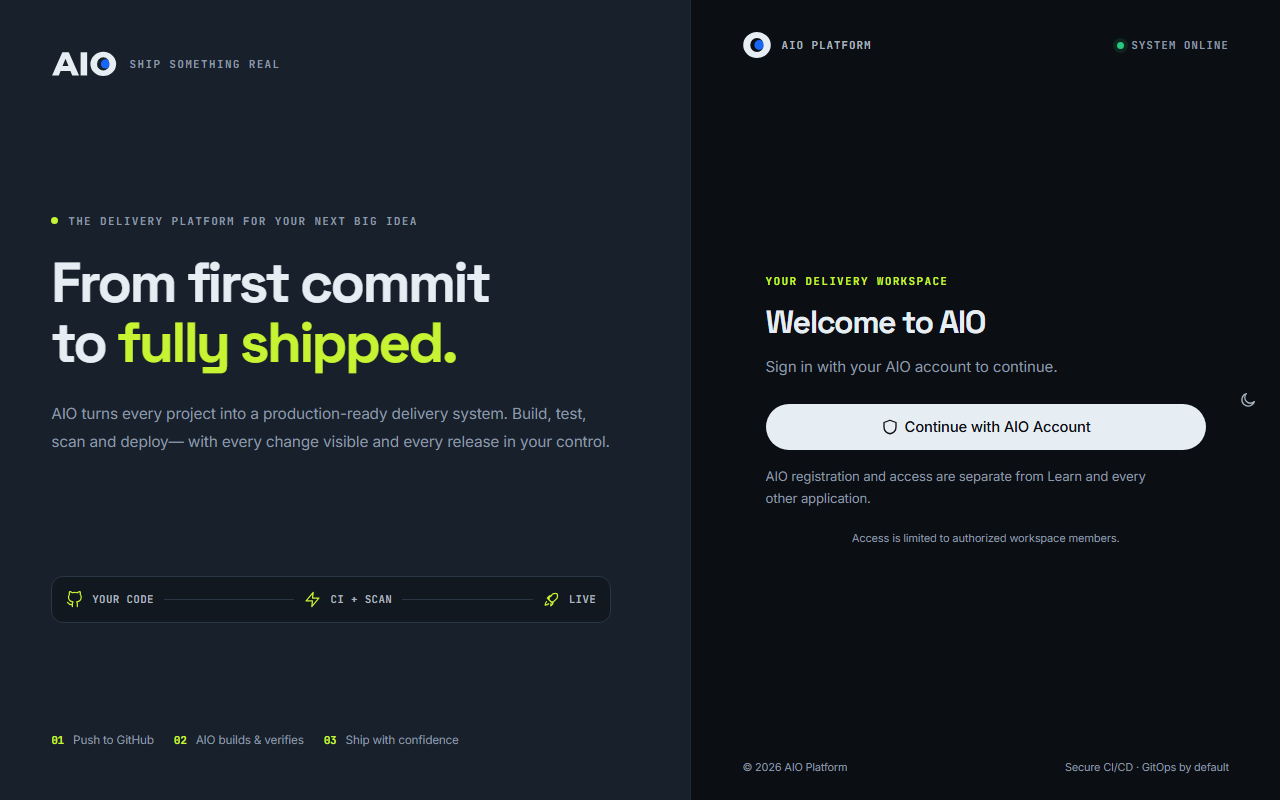 AIO SHIP SOMETHING REAL
THE DELIVERY PLATFORM FOR YOUR NEXT BIG IDEA
From first commit
to fully shipped.
AIO turns every project into a production-ready delivery system. Build, test,
scan and deploy— with every change visible and every release in your control.
YOUR CODE CI + SCAN LIVE
01 Push to GitHub 02 AIO builds & verifies 03 Ship with confidence
AIO PLATFORM SYSTEM ONLINE
YOUR DELIVERY WORKSPACE
Welcome to AIO
Sign in with your AIO account to continue.
Continue with AIO Account
AIO registration and access are separate from Learn and every
other application.
Access is limited to authorized workspace members.
© 2026 AIO Platform Secure CI/CD · GitOps by default